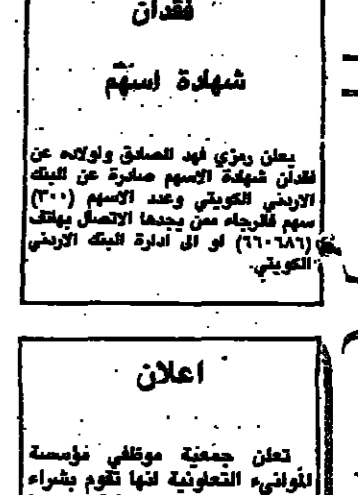 فقدان
شهادة اسهم
يعلن رمزي فهد الصادق واولاده عن
فقدان شهادة الاسهم صادرة عن البنك
الاردني الكويتي وعدد الاسهم (٣٠٠)
سهم فالرجاء ممن يجدها الاتصال بهاتف
(٦٦٠٦٨٦) او الى ادارة البنك الاردني
الكويتي.
اعلان
تعلن جمعية موظفي مؤسسة
الموانىء التعاونية انها تقوم بشراء